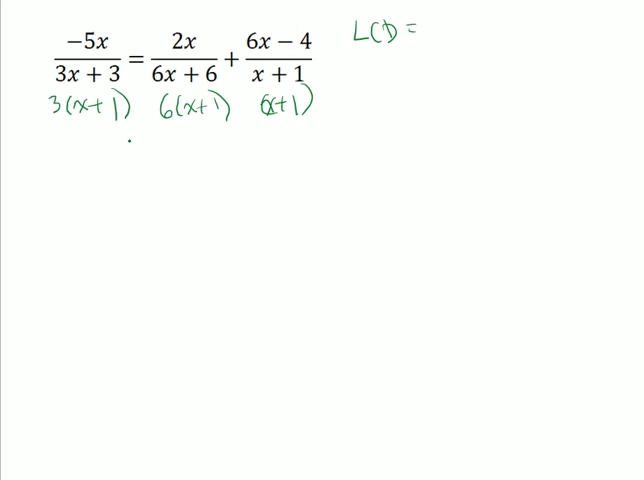 -5x/(3x + 3) = 2x/(6x + 6) + (6x − 4)/(x + 1)
LCD =
3(x+1) 6(x+1) (x+1)